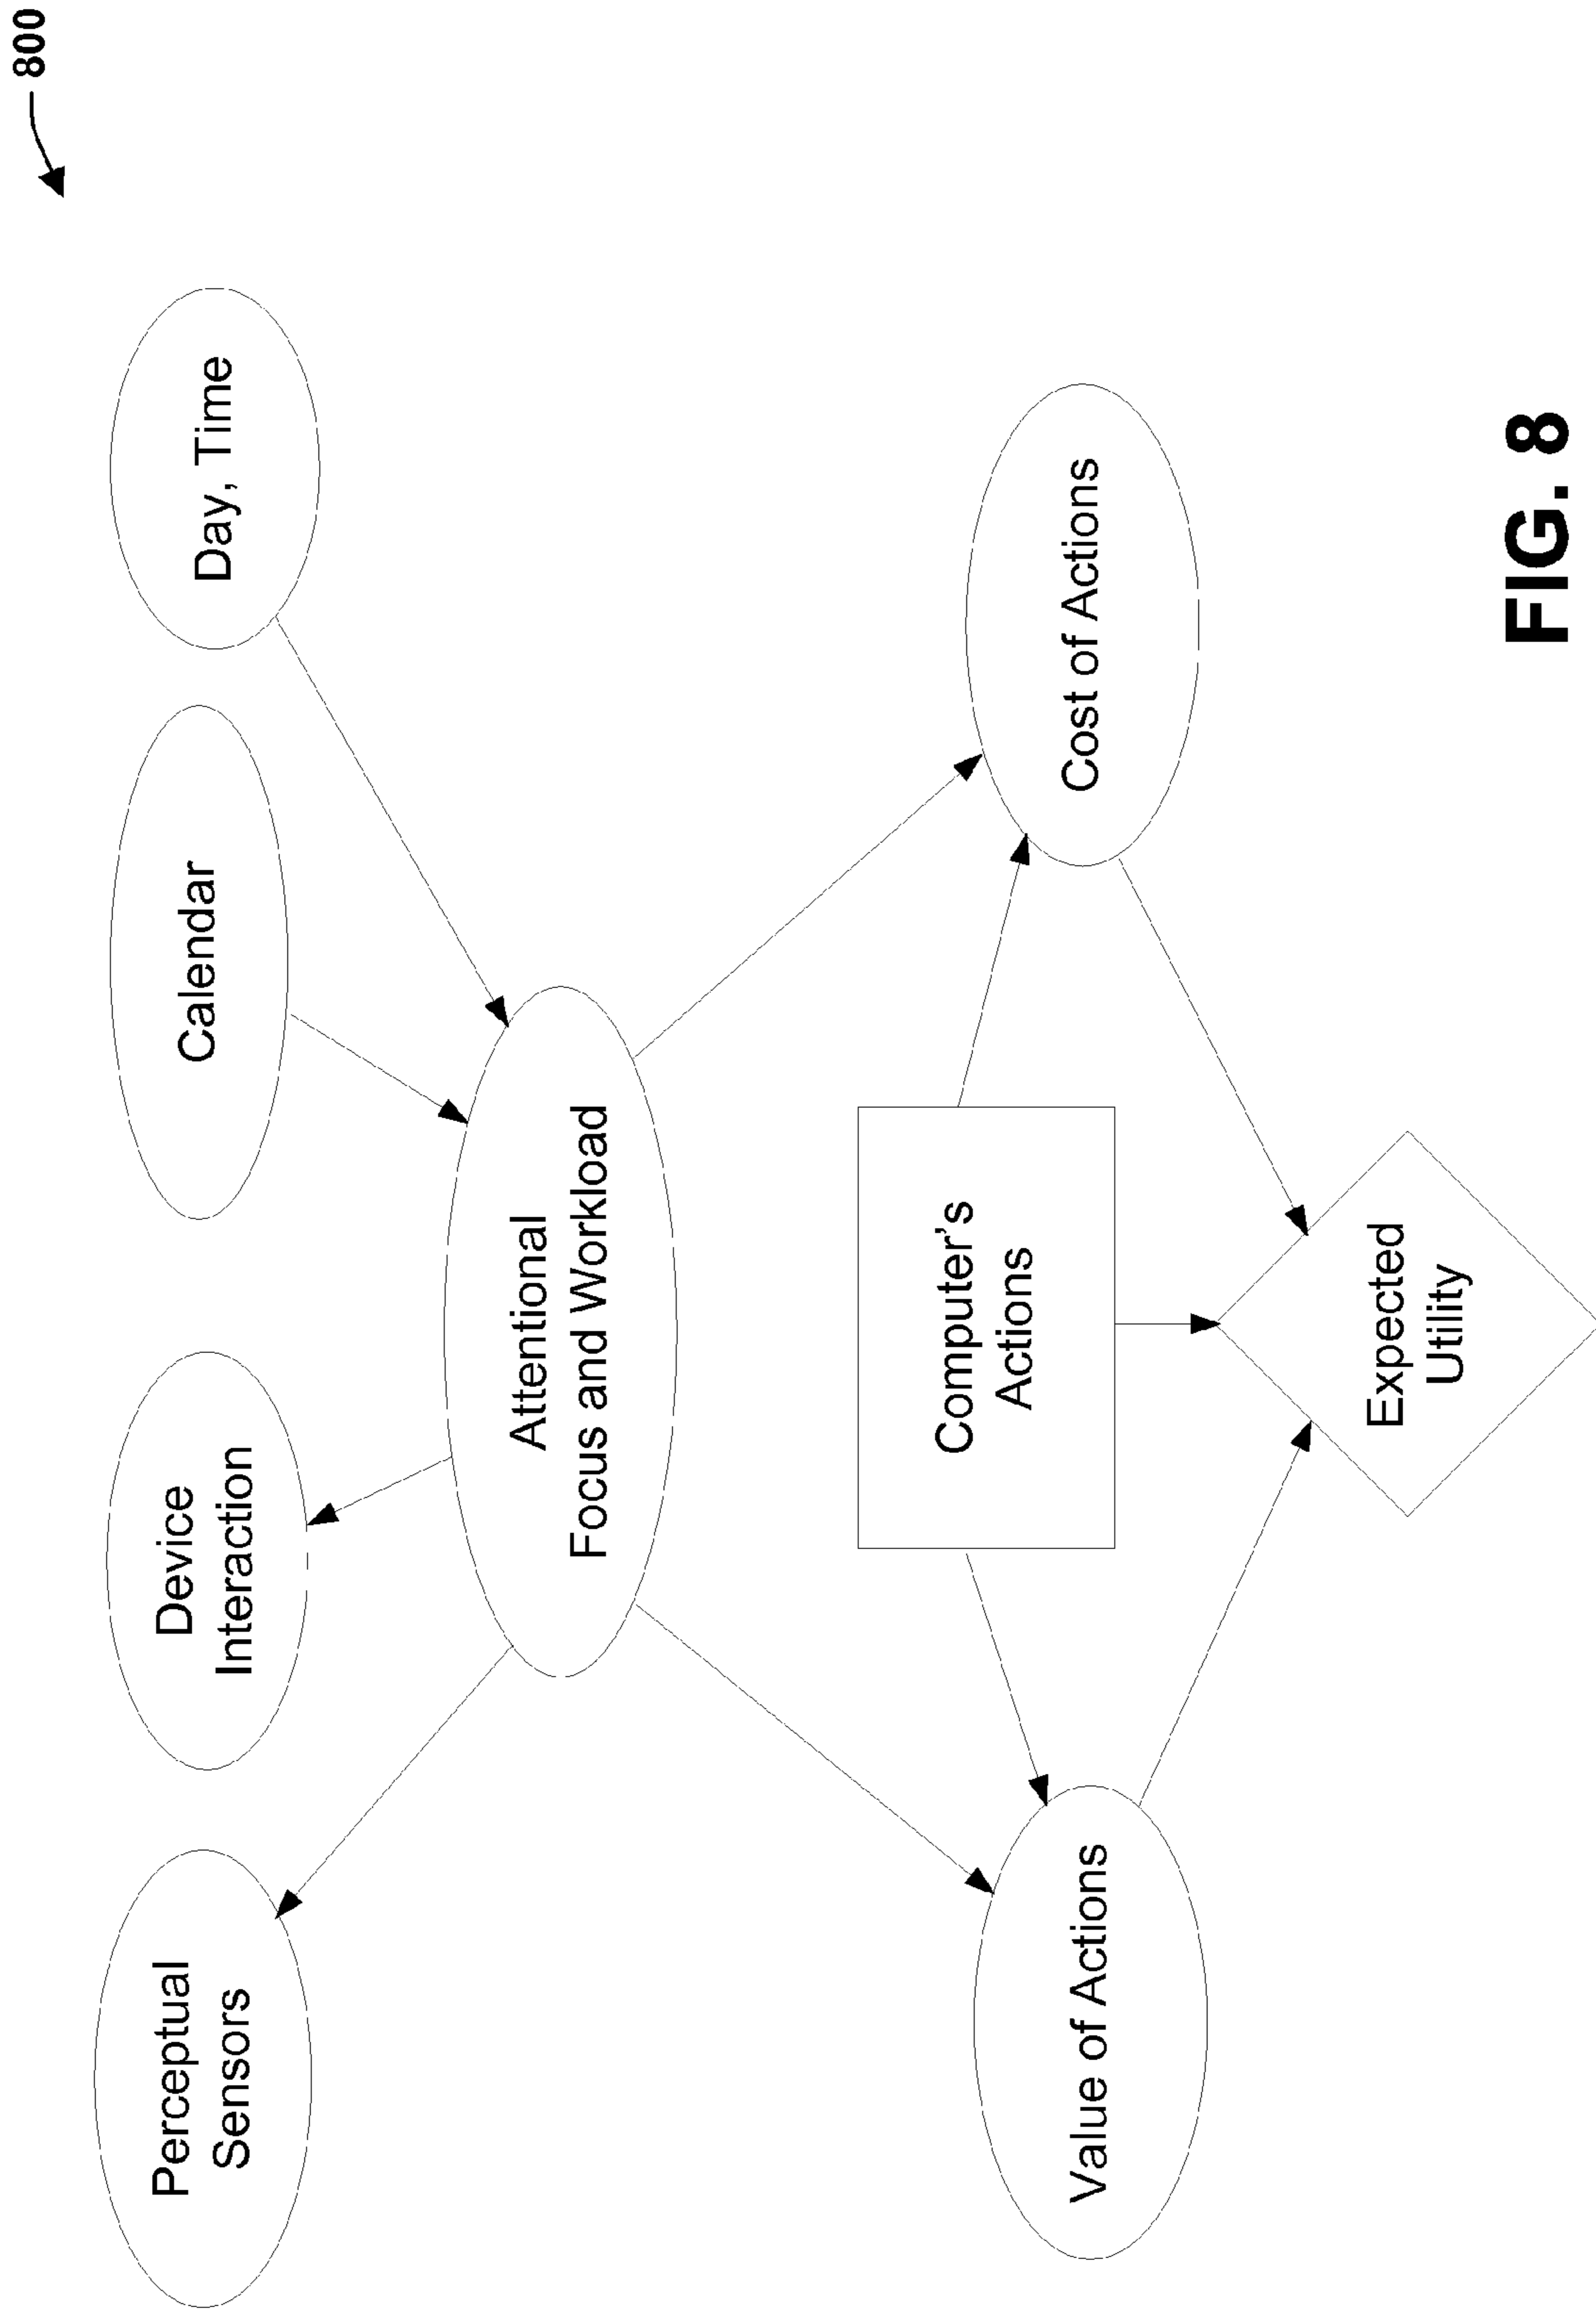 800
Perceptual
Sensors
Device
Interaction
Calendar
Day, Time
Attentional
Focus and Workload
Computer's
Actions
Value of Actions
Cost of Actions
Expected
Utility
FIG. 8